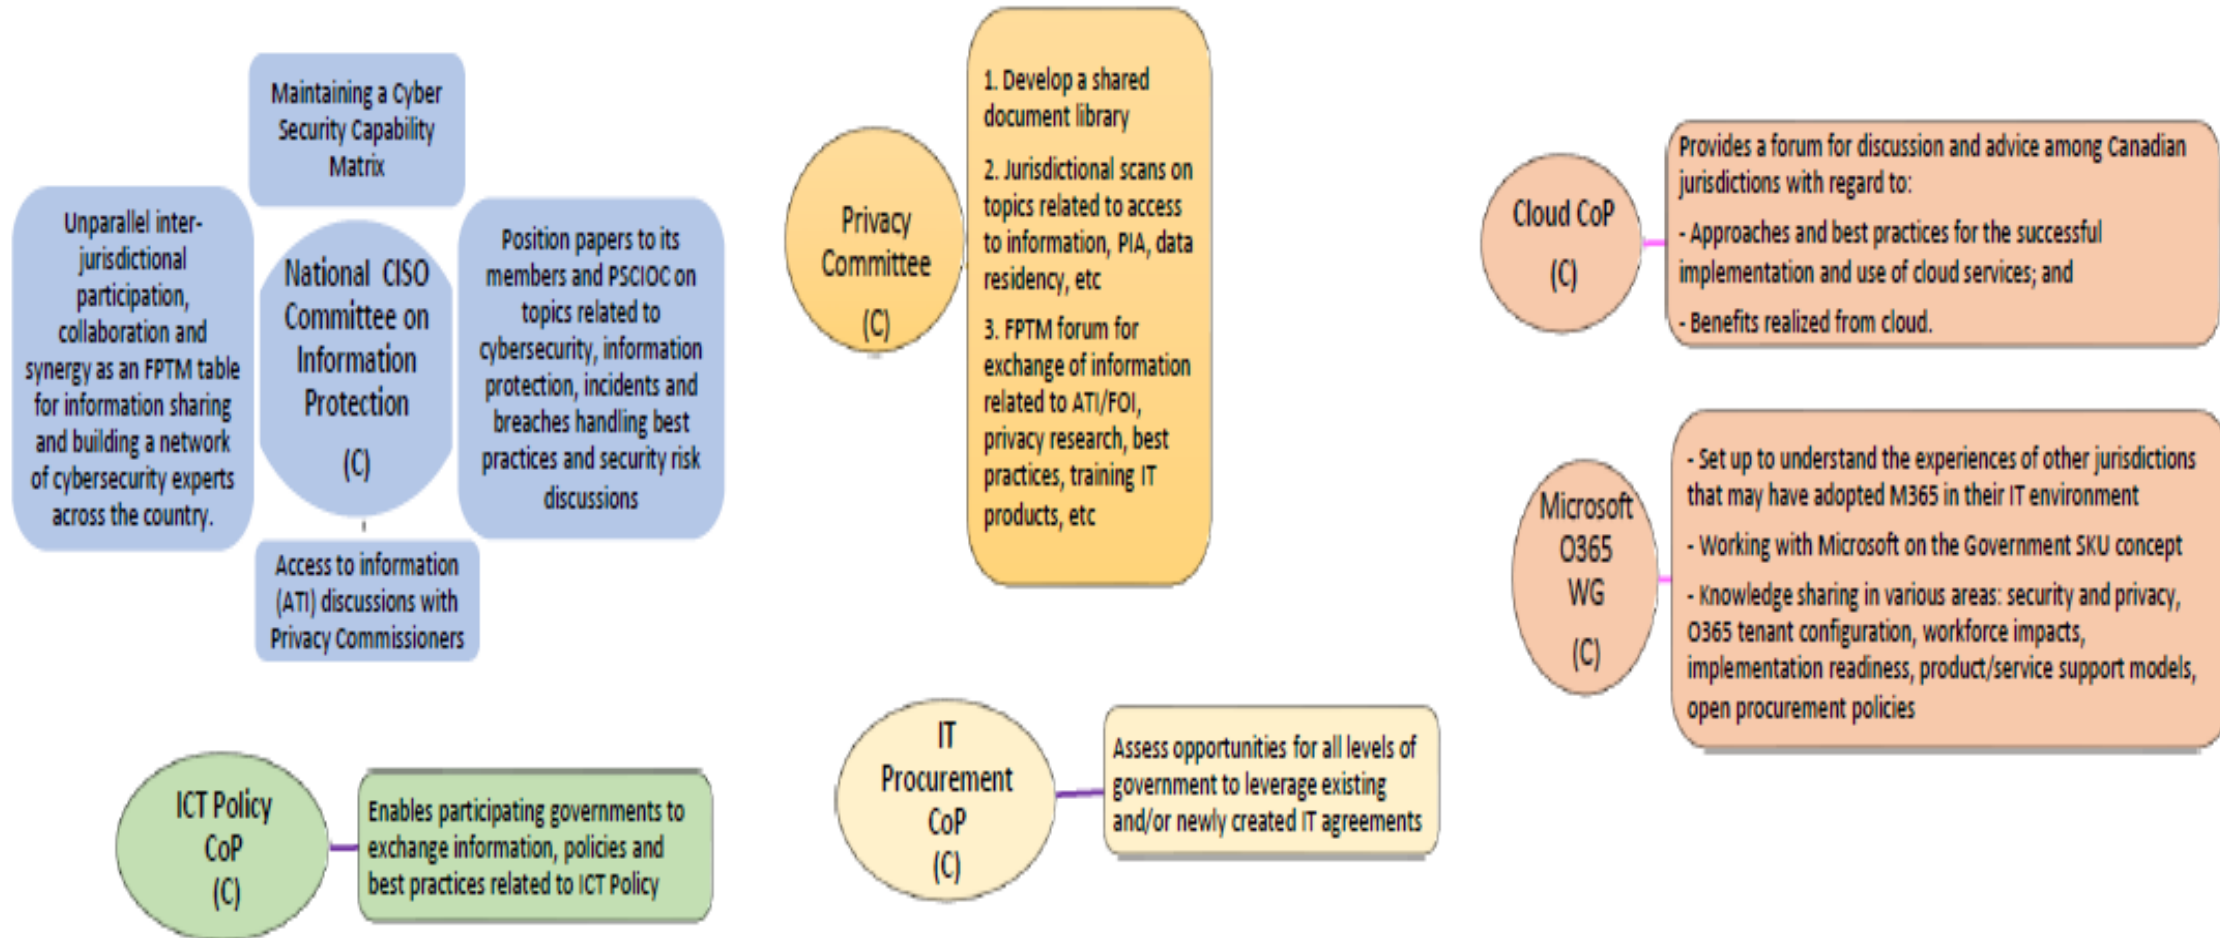 Maintaining a Cyber
Security Capability
Matrix
Unparallel inter-
jurisdictional
participation,
collaboration and
synergy as an FPTM table
for information sharing
and building a network
of cybersecurity experts
across the country.
National CISO
Committee on
Information
Protection
(C)
Position papers to its
members and PSCIOC on
topics related to
cybersecurity, information
protection, incidents and
breaches handling best
practices and security risk
discussions
Access to information
(ATI) discussions with
Privacy Commissioners
Privacy
Committee
(C)
1. Develop a shared
document library
2. Jurisdictional scans on
topics related to access
to information, PIA, data
residency, etc
3. FPTM forum for
exchange of information
related to ATI/FOI,
privacy research, best
practices, training IT
products, etc
Cloud CoP
(C)
Provides a forum for discussion and advice among Canadian
jurisdictions with regard to:
- Approaches and best practices for the successful
implementation and use of cloud services; and
- Benefits realized from cloud.
Microsoft
O365
WG
(C)
- Set up to understand the experiences of other jurisdictions
that may have adopted M365 in their IT environment
- Working with Microsoft on the Government SKU concept
- Knowledge sharing in various areas: security and privacy,
O365 tenant configuration, workforce impacts,
implementation readiness, product/service support models,
open procurement policies
ICT Policy
CoP
(C)
Enables participating governments to
exchange information, policies and
best practices related to ICT Policy
IT
Procurement
CoP
(C)
Assess opportunities for all levels of
government to leverage existing
and/or newly created IT agreements